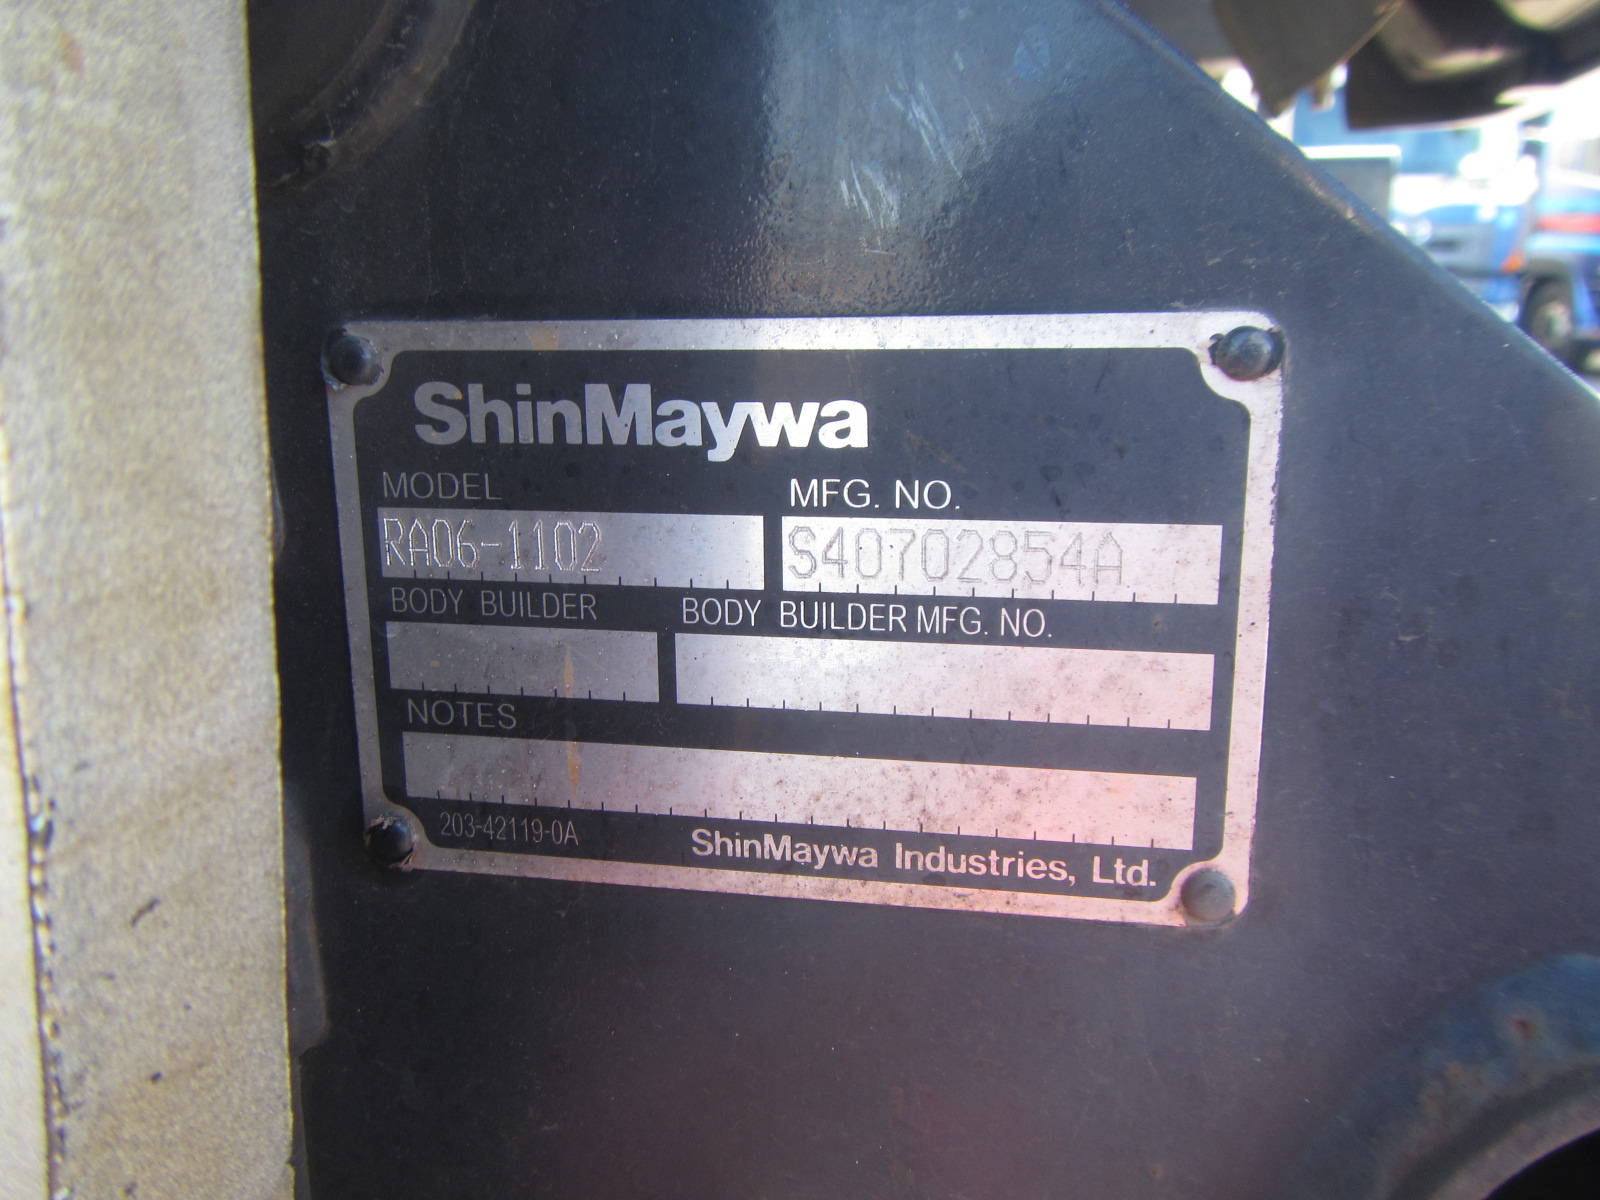 ShinMaywa
MODEL MFG. NO.
RA06-1102 S40702854A
BODY BUILDER BODY BUILDER MFG. NO.
NOTES
203-42119-0A ShinMaywa Industries, Ltd.